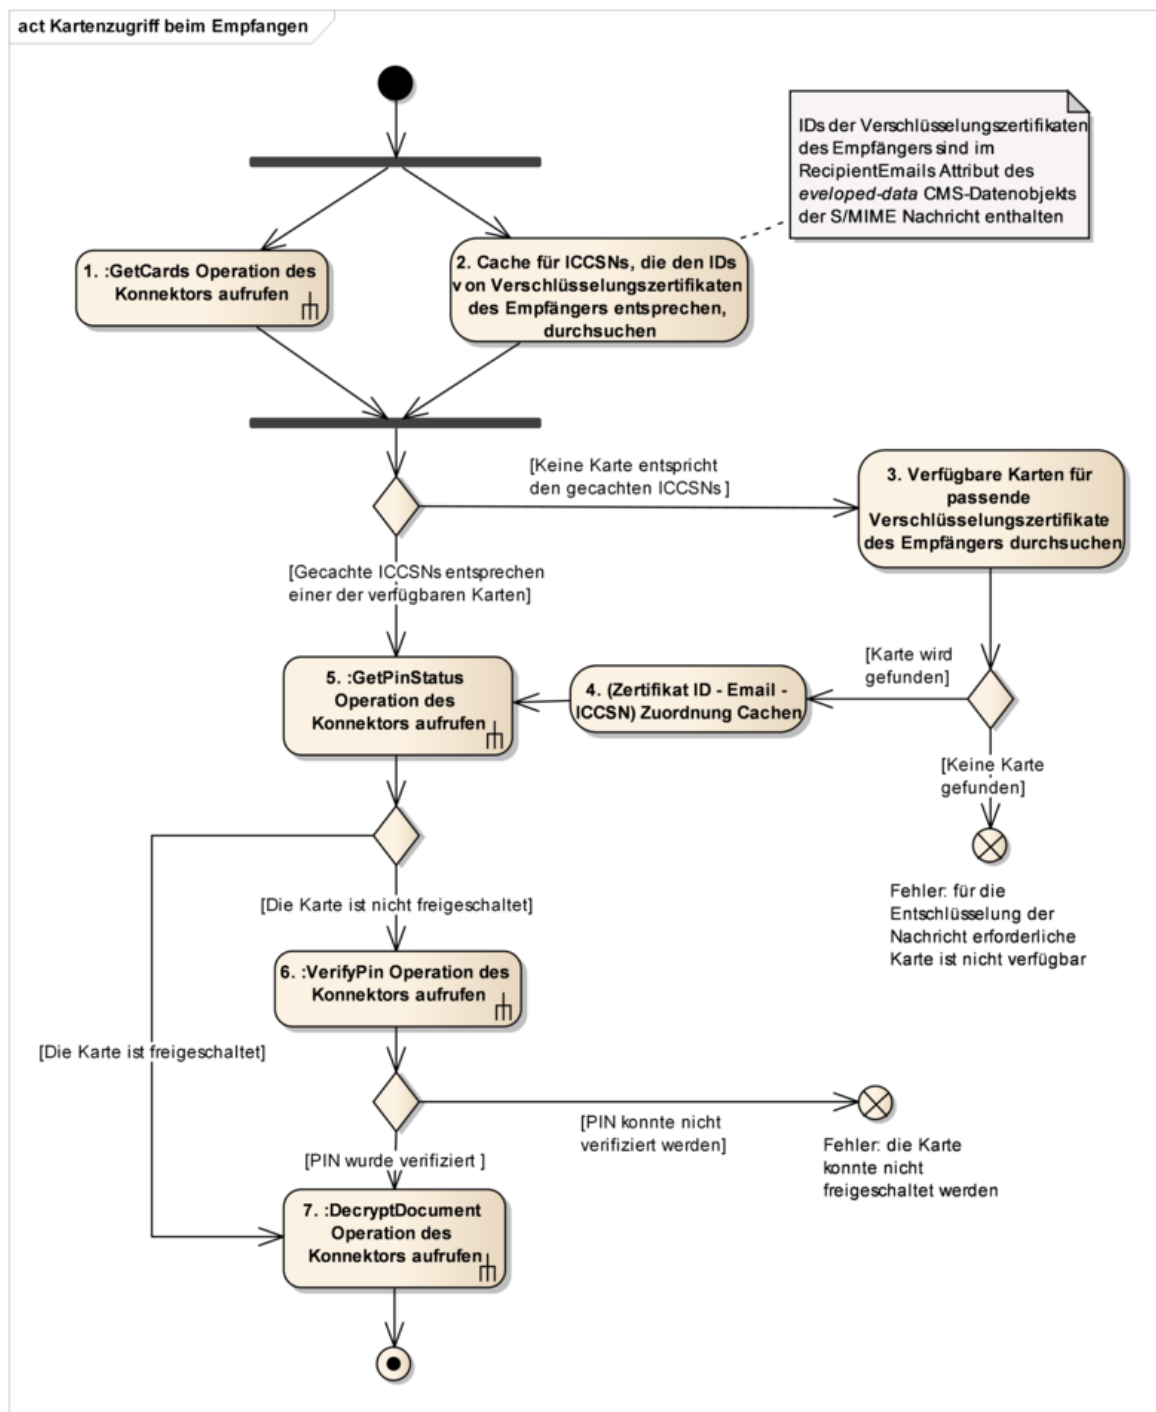 act Kartenzugriff beim Empfangen
IDs der Verschlüsselungszertifikaten
des Empfängers sind im
RecipientEmails Attribut des
eveloped-data CMS-Datenobjekts
der S/MIME Nachricht enthalten
1. :GetCards Operation des
Konnektors aufrufen
2. Cache für ICCSNs, die den IDs
von Verschlüsselungszertifikaten
des Empfängers entsprechen,
durchsuchen
[Keine Karte entspricht
den gecachten ICCSNs ]
3. Verfügbare Karten für
passende
Verschlüsselungszertifikate
des Empfängers durchsuchen
[Gecachte ICCSNs entsprechen
einer der verfügbaren Karten]
[Karte wird
gefunden]
5. :GetPinStatus
Operation des
Konnektors aufrufen
4. (Zertifikat ID - Email -
ICCSN) Zuordnung Cachen
[Keine Karte
gefunden]
Fehler: für die
Entschlüsselung der
Nachricht erforderliche
Karte ist nicht verfügbar
[Die Karte ist nicht freigeschaltet]
6. :VerifyPin Operation des
Konnektors aufrufen
[Die Karte ist freigeschaltet]
[PIN konnte nicht
verifiziert werden]
Fehler: die Karte
konnte nicht
freigeschaltet werden
[PIN wurde verifiziert ]
7. :DecryptDocument
Operation des
Konnektors aufrufen